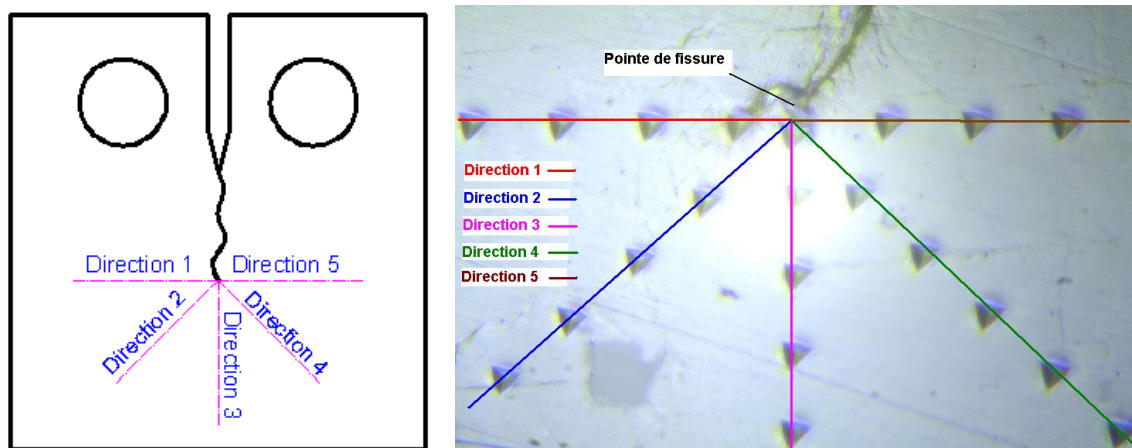 Direction 1
Direction 5
Direction 2
Direction 3
Direction 4
Pointe de fissure
Direction 1
Direction 2
Direction 3
Direction 4
Direction 5